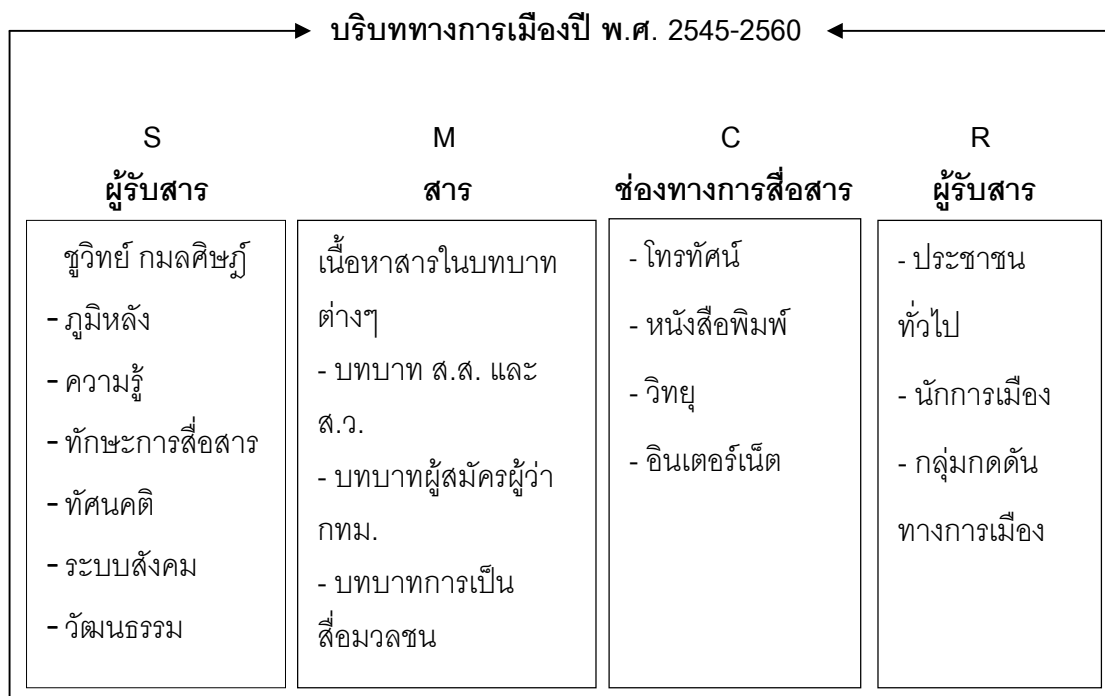 บริบททางการเมืองปี พ.ศ. 2545-2560
S
ผู้รับสาร
ชูวิทย์ กมลศิษฎ์
- ภูมิหลัง
- ความรู้
- ทักษะการสื่อสาร
- ทัศนคติ
- ระบบสังคม
- วัฒนธรรม
M
สาร
เนื้อหาสารในบทบาท
ต่างๆ
- บทบาท ส.ส. และ
ส.ว.
- บทบาทผู้สมัครผู้ว่า
กทม.
- บทบาทการเป็น
สื่อมวลชน
C
ช่องทางการสื่อสาร
- โทรทัศน์
- หนังสือพิมพ์
- วิทยุ
- อินเตอร์เน็ต
R
ผู้รับสาร
- ประชาชน
ทั่วไป
- นักการเมือง
- กลุ่มกดดัน
ทางการเมือง